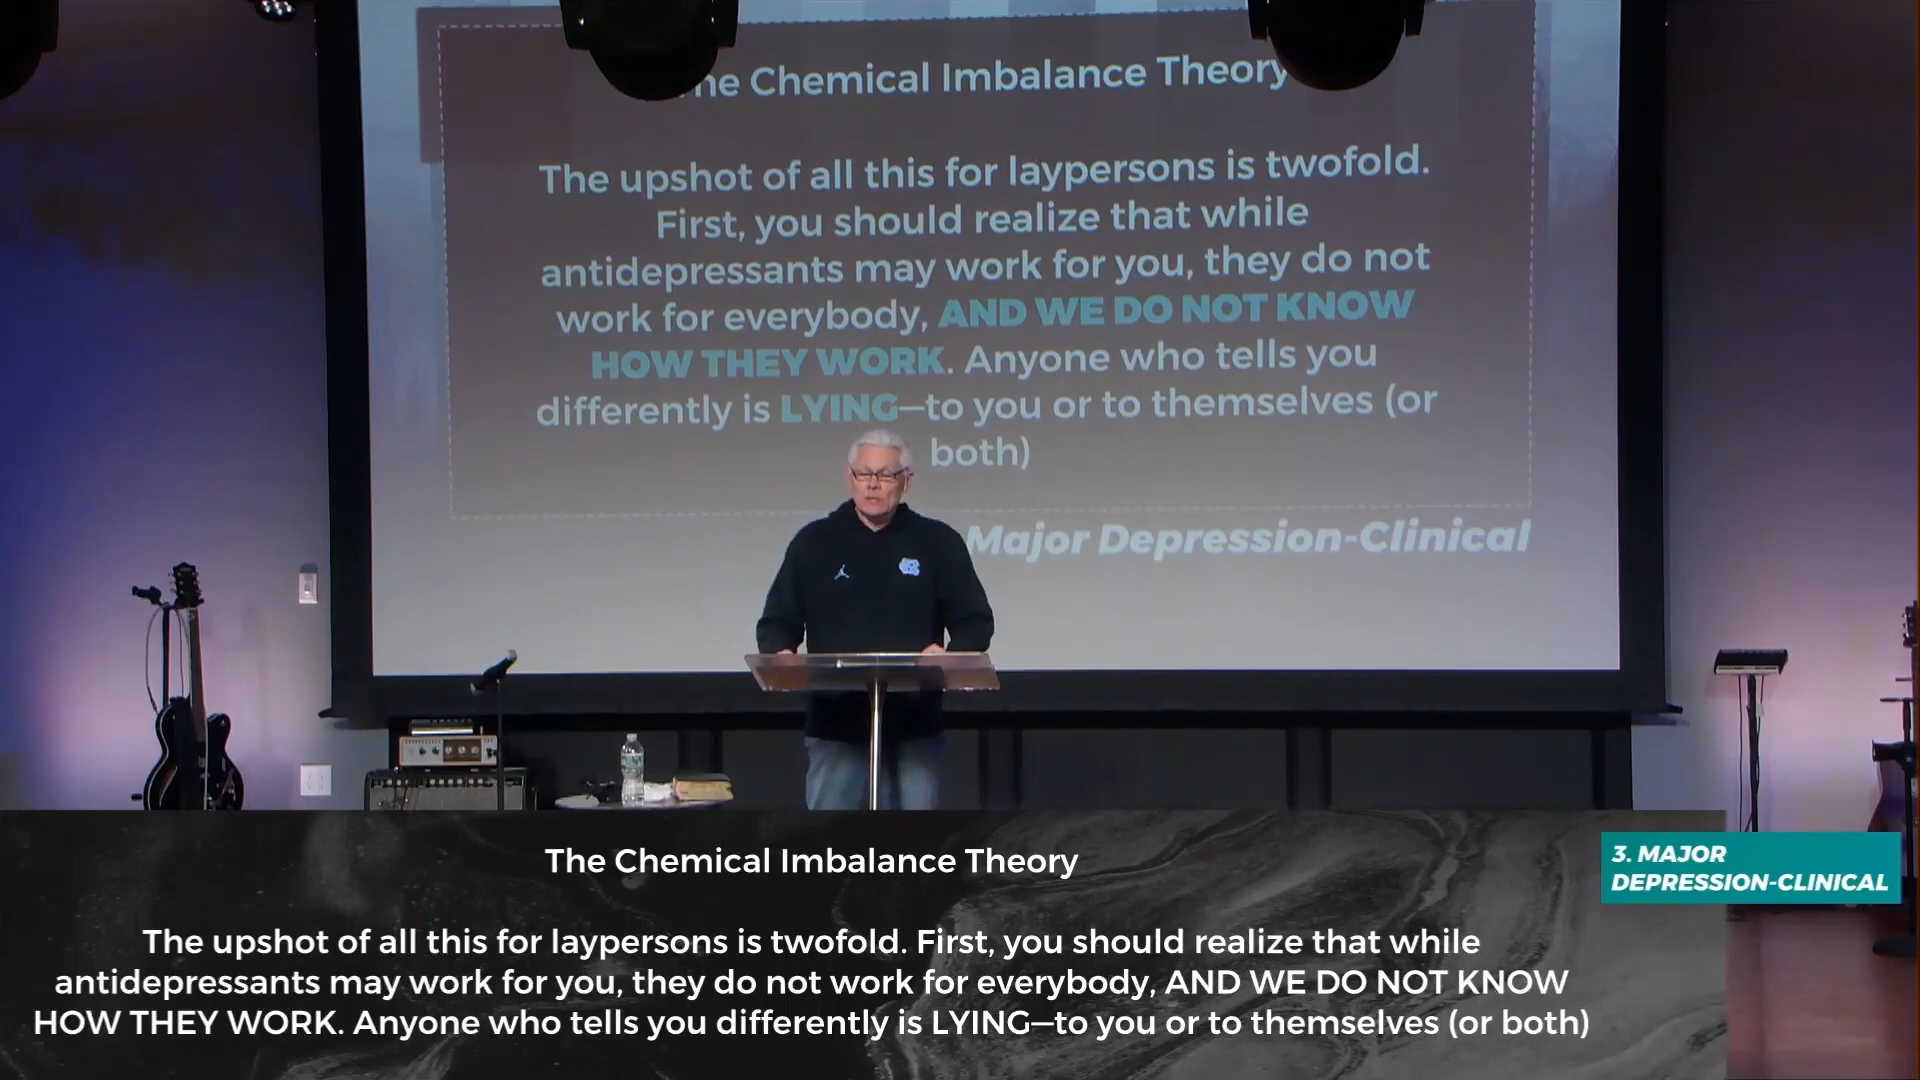 The Chemical Imbalance Theory
The upshot of all this for laypersons is twofold.
First, you should realize that while
antidepressants may work for you, they do not
work for everybody, AND WE DO NOT KNOW
HOW THEY WORK. Anyone who tells you
differently is LYING—to you or to themselves (or
both)
Major Depression-Clinical
The Chemical Imbalance Theory
3. MAJOR
DEPRESSION-CLINICAL
The upshot of all this for laypersons is twofold. First, you should realize that while
antidepressants may work for you, they do not work for everybody, AND WE DO NOT KNOW
HOW THEY WORK. Anyone who tells you differently is LYING—to you or to themselves (or both)